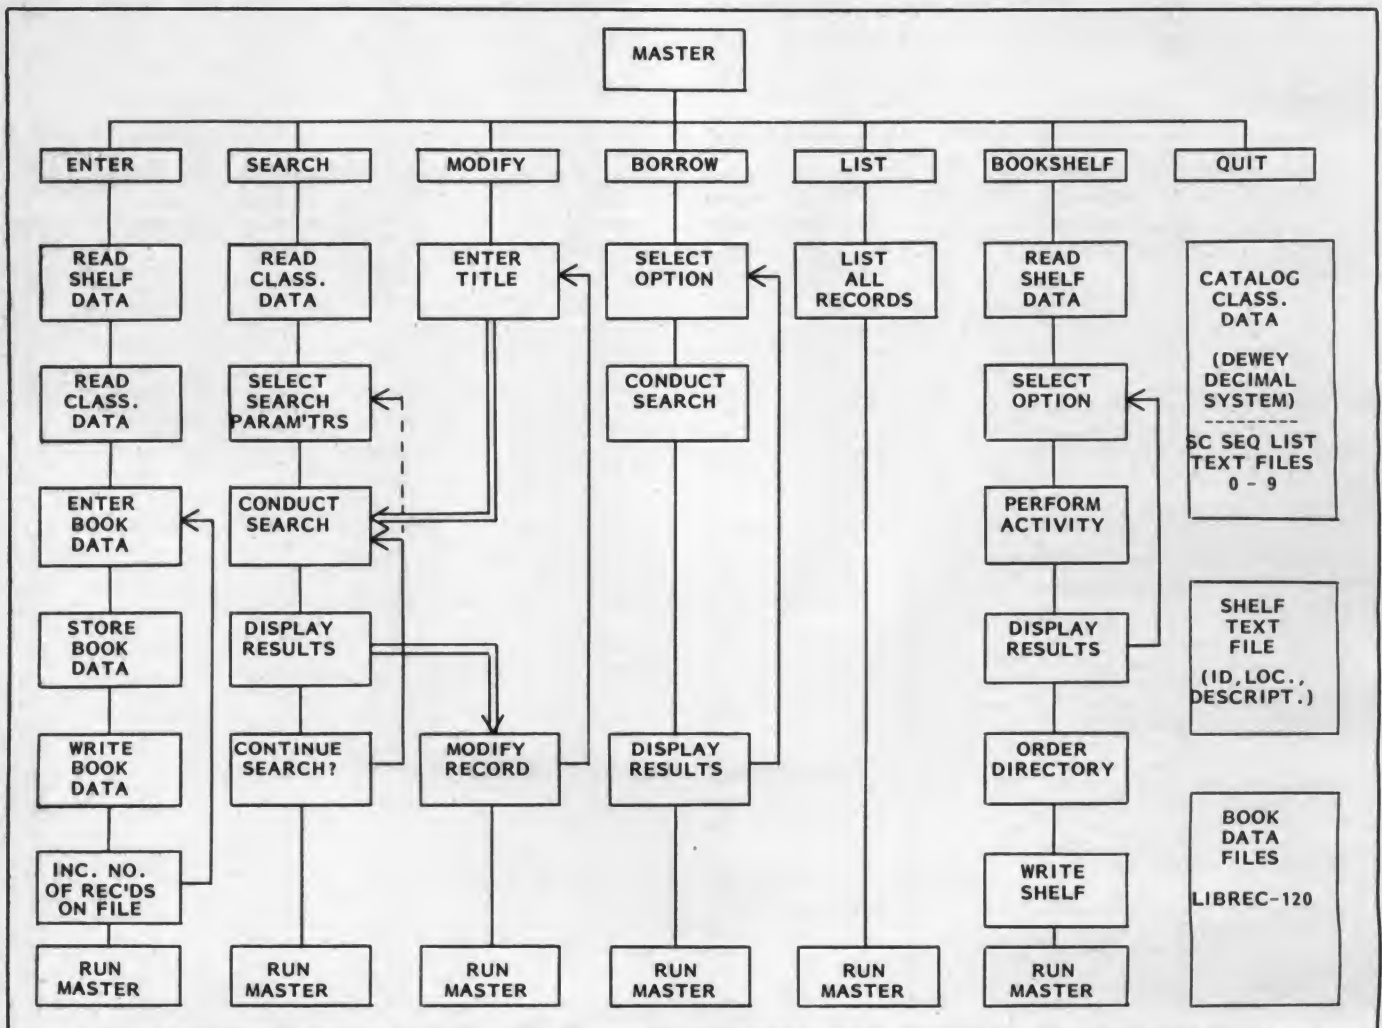 MASTER
ENTER
SEARCH
MODIFY
BORROW
LIST
BOOKSHELF
QUIT
READ
SHELF
DATA
READ
CLASS.
DATA
ENTER
TITLE
SELECT
OPTION
LIST
ALL
RECORDS
READ
SHELF
DATA
CATALOG
CLASS.
DATA
(DEWEY
DECIMAL
SYSTEM)
----------
SC SEQ LIST
TEXT FILES
0 - 9
READ
CLASS.
DATA
SELECT
SEARCH
PARAM'TRS
CONDUCT
SEARCH
SELECT
OPTION
ENTER
BOOK
DATA
CONDUCT
SEARCH
PERFORM
ACTIVITY
STORE
BOOK
DATA
DISPLAY
RESULTS
DISPLAY
RESULTS
SHELF
TEXT
FILE
(ID,LOC.,
DESCRIPT.)
WRITE
BOOK
DATA
CONTINUE
SEARCH?
MODIFY
RECORD
DISPLAY
RESULTS
ORDER
DIRECTORY
BOOK
DATA
FILES
LIBREC-120
INC. NO.
OF REC'DS
ON FILE
WRITE
SHELF
RUN
MASTER
RUN
MASTER
RUN
MASTER
RUN
MASTER
RUN
MASTER
RUN
MASTER